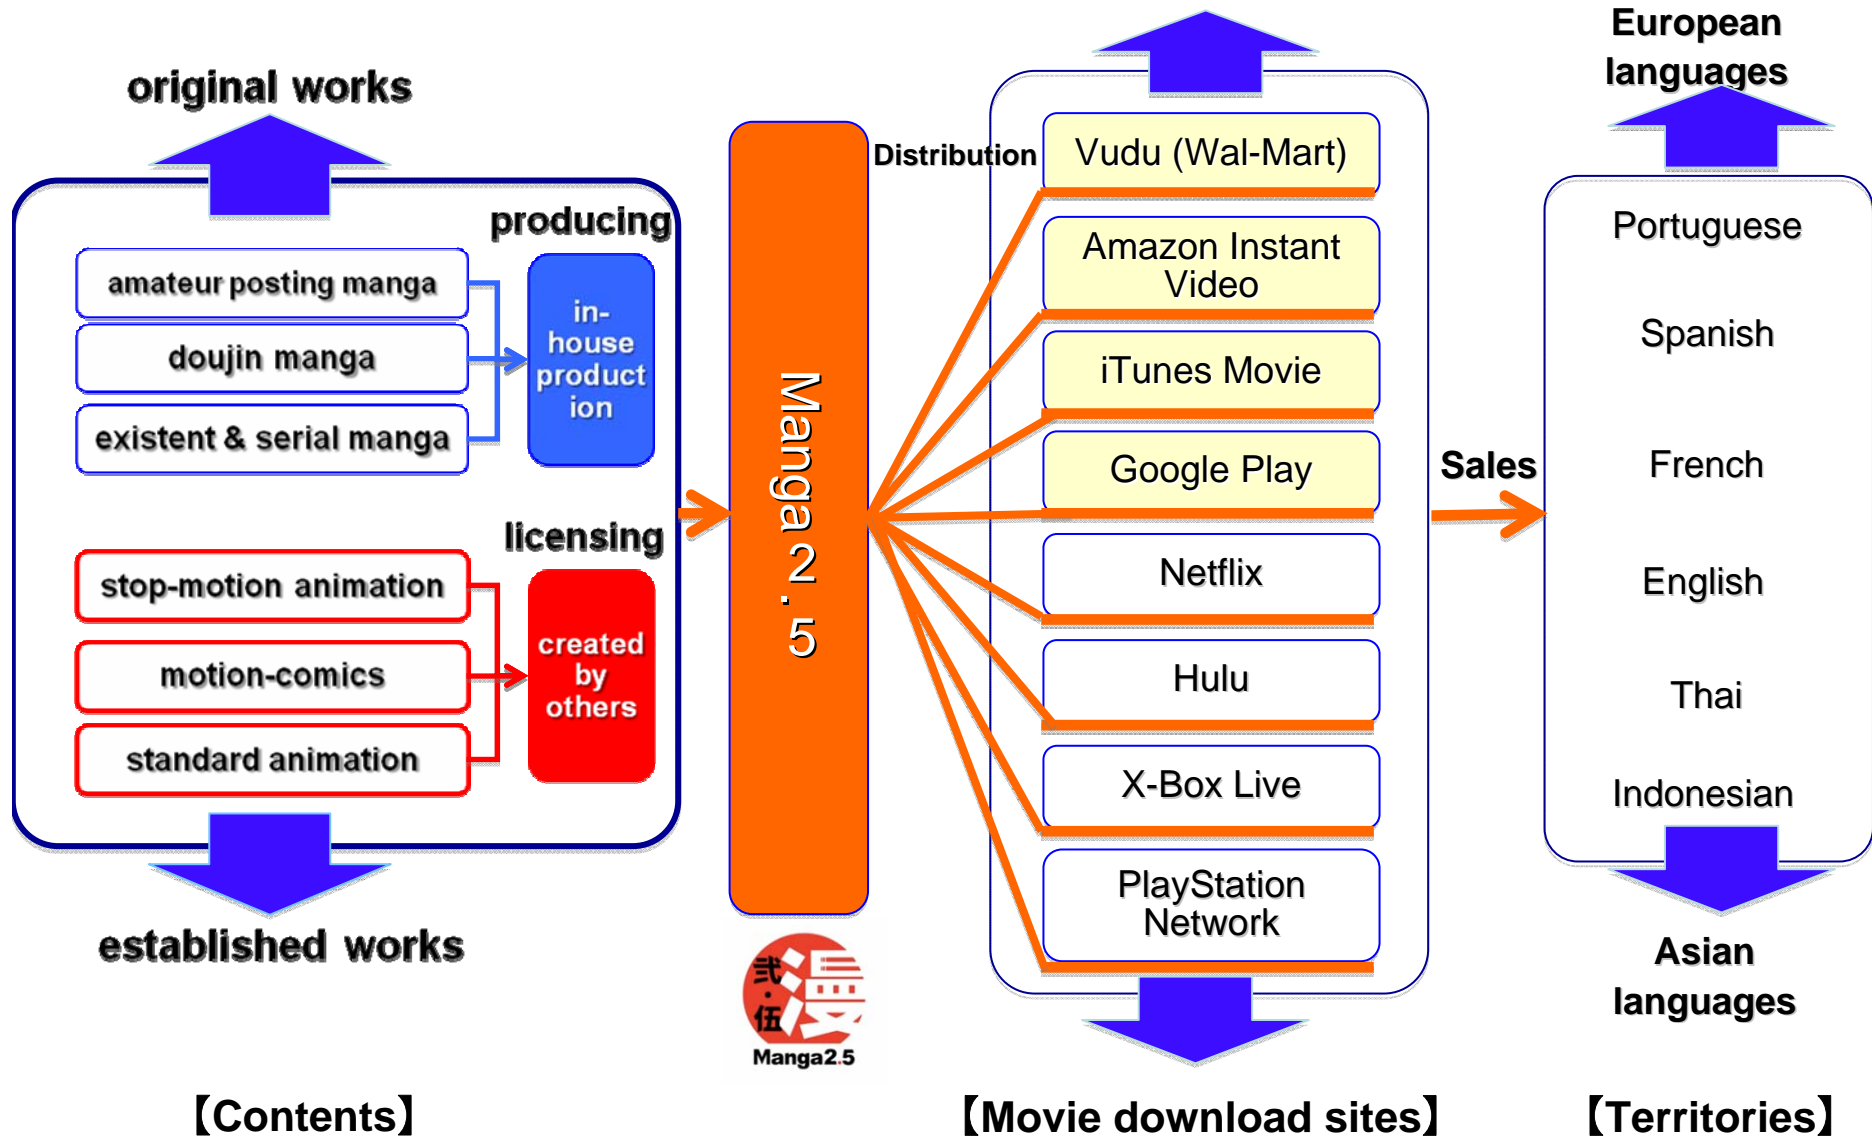 original works
producing
amateur posting manga
doujin manga
existent & serial manga
in-
house
product
ion
licensing
stop-motion animation
motion-comics
standard animation
created
by
others
established works
【Contents】
Manga2.5
弐・伍
漫
Manga2.5
Distribution
Vudu (Wal-Mart)
Amazon Instant
Video
iTunes Movie
Google Play
Netflix
Hulu
X-Box Live
PlayStation
Network
【Movie download sites】
Sales
European
languages
Portuguese
Spanish
French
English
Thai
Indonesian
Asian
languages
【Territories】